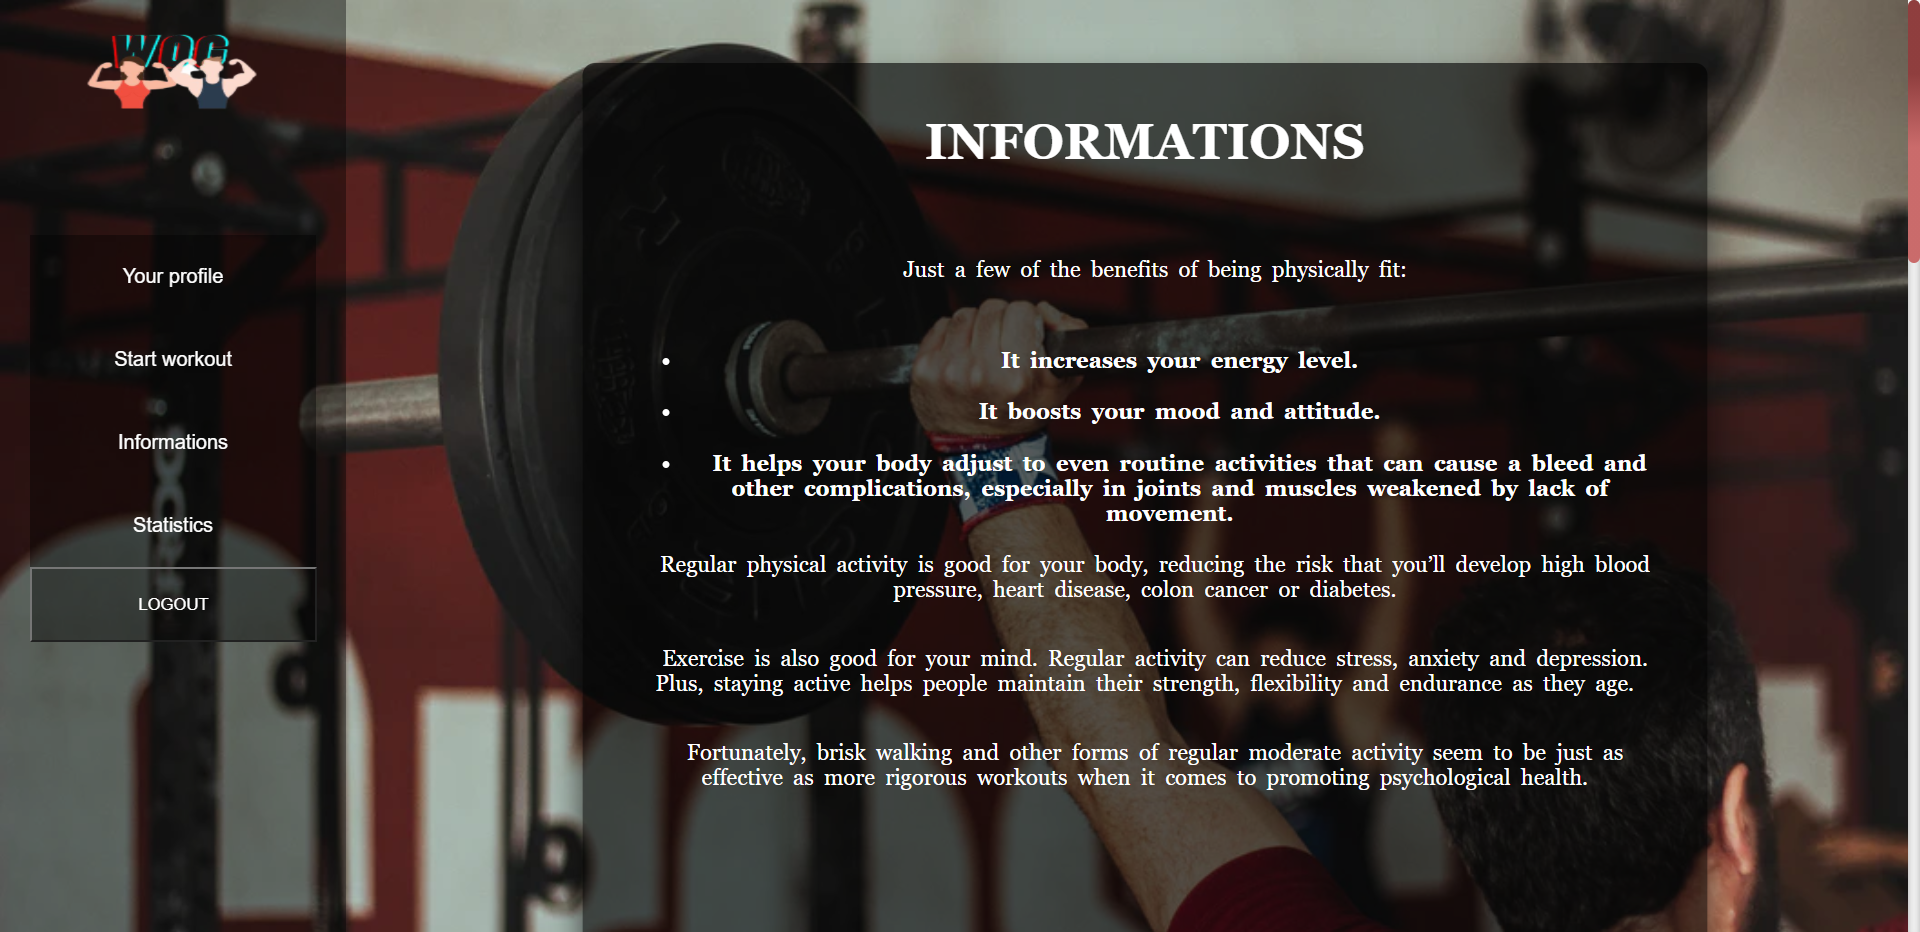 WOG
Your profile
Start workout
Informations
Statistics
LOGOUT
INFORMATIONS
Just a few of the benefits of being physically fit:
• It increases your energy level.
• It boosts your mood and attitude.
• It helps your body adjust to even routine activities that can cause a bleed and
other complications, especially in joints and muscles weakened by lack of
movement.
Regular physical activity is good for your body, reducing the risk that you’ll develop high blood
pressure, heart disease, colon cancer or diabetes.
Exercise is also good for your mind. Regular activity can reduce stress, anxiety and depression.
Plus, staying active helps people maintain their strength, flexibility and endurance as they age.
Fortunately, brisk walking and other forms of regular moderate activity seem to be just as
effective as more rigorous workouts when it comes to promoting psychological health.